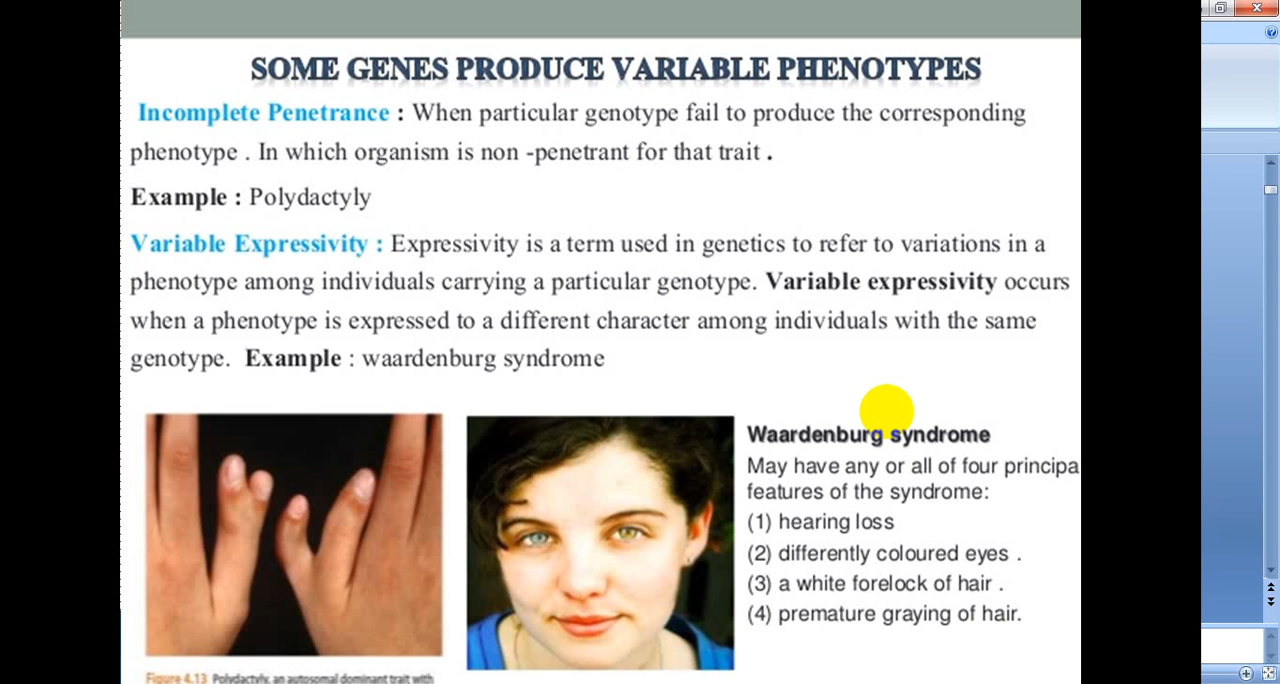 SOME GENES PRODUCE VARIABLE PHENOTYPES
Incomplete Penetrance : When particular genotype fail to produce the corresponding
phenotype . In which organism is non -penetrant for that trait .
Example : Polydactyly
Variable Expressivity : Expressivity is a term used in genetics to refer to variations in a
phenotype among individuals carrying a particular genotype. Variable expressivity occurs
when a phenotype is expressed to a different character among individuals with the same
genotype. Example : waardenburg syndrome
Waardenburg syndrome
May have any or all of four principa
features of the syndrome:
(1) hearing loss
(2) differently coloured eyes .
(3) a white forelock of hair .
(4) premature graying of hair.
Figure 4.13 Polydactyly, an autosomal dominant trait with